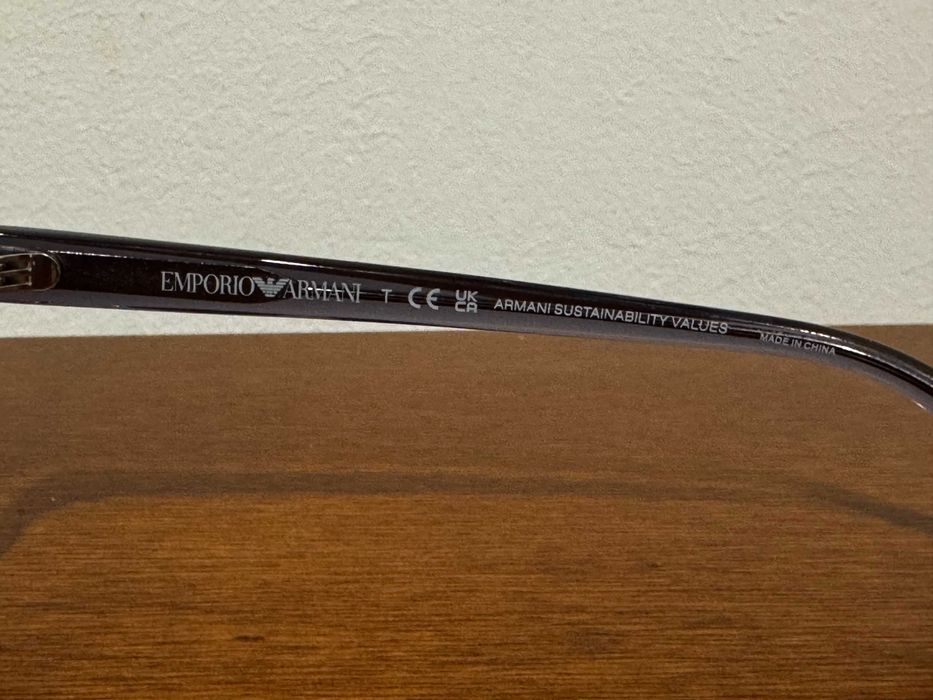 EMPORIO ARMANI T CE UK CA ARMANI SUSTAINABILITY VALUES MADE IN CHINA